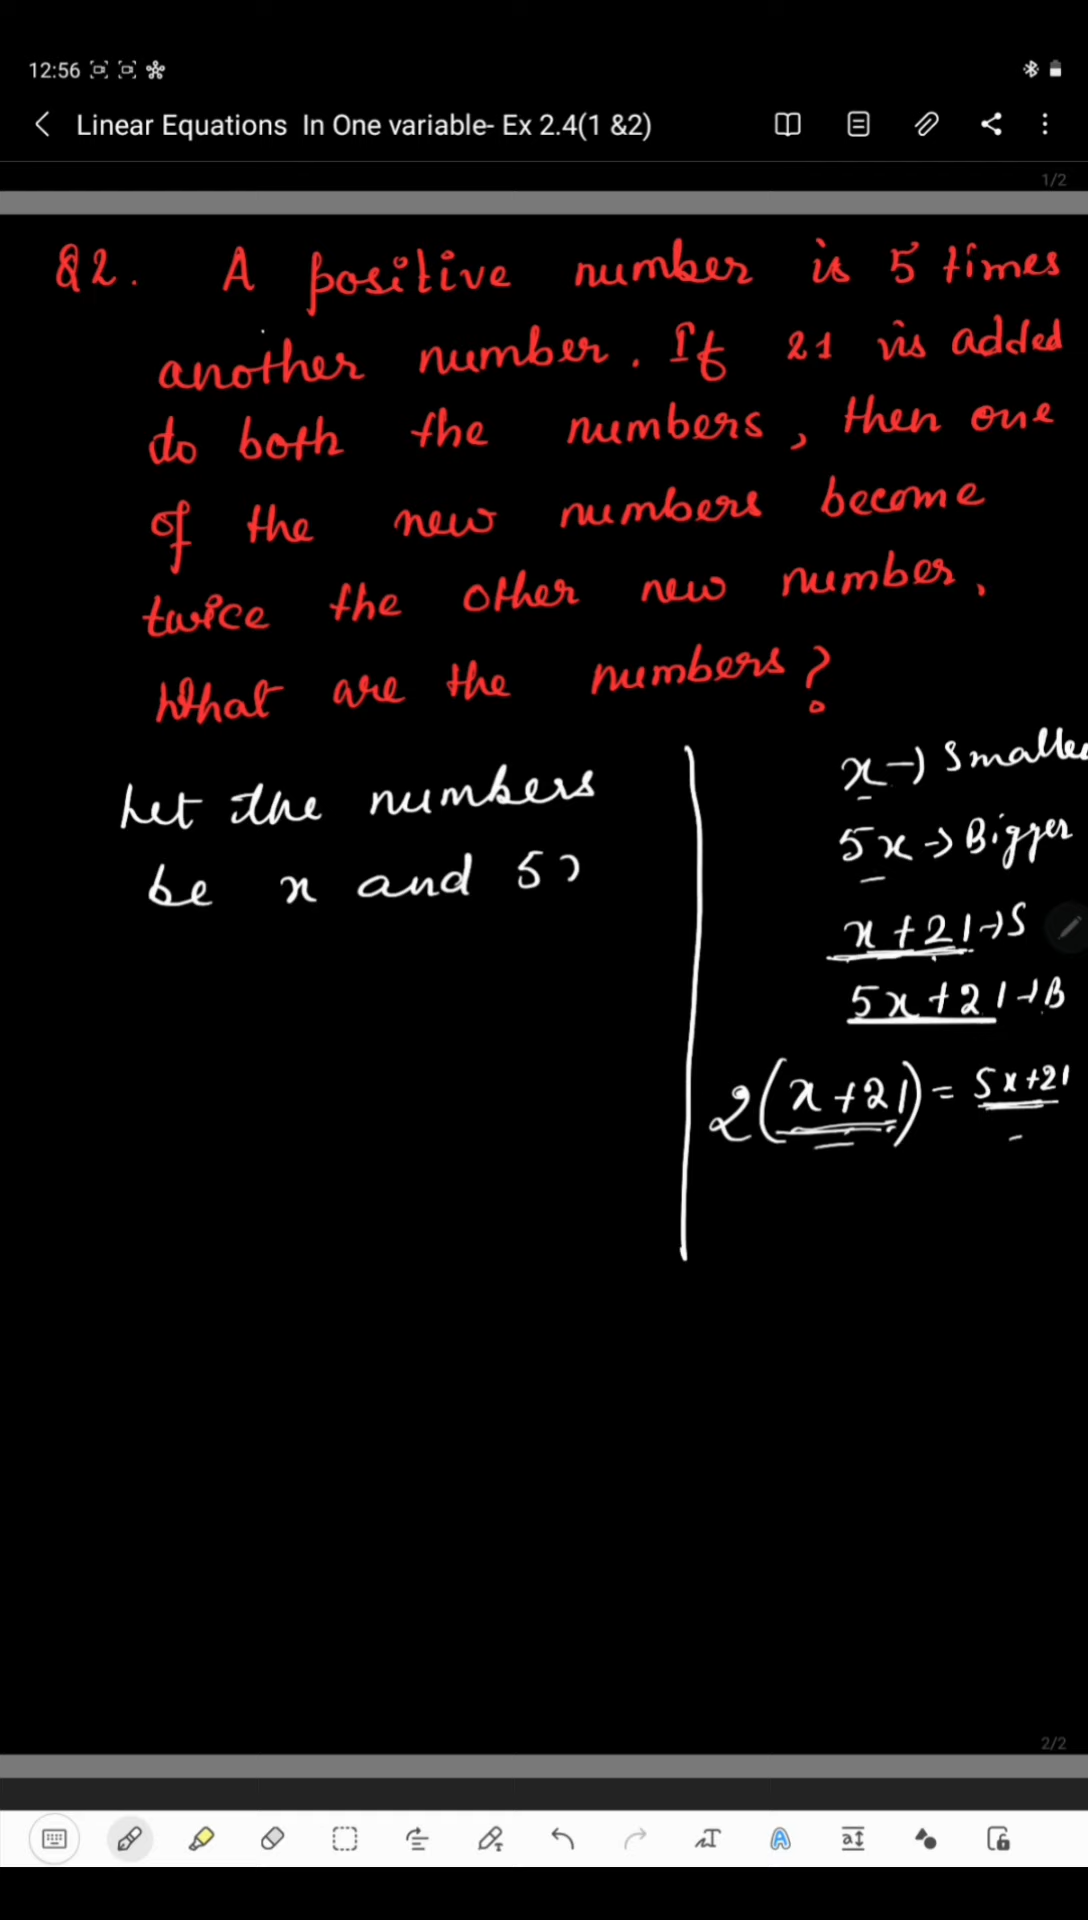 12:56
Linear Equations In One variable- Ex 2.4(1 &2)
1/2
Q2. A positive number is 5 times
another number. If 21 is added
to both the numbers, then one
of the new numbers become
twice the other new number.
What are the numbers?
Let the numbers
be x and 5
x → Smaller
5x → Bigger
x + 21 → S
5x + 21 → B
2(x + 21) = 5x + 21
2/2